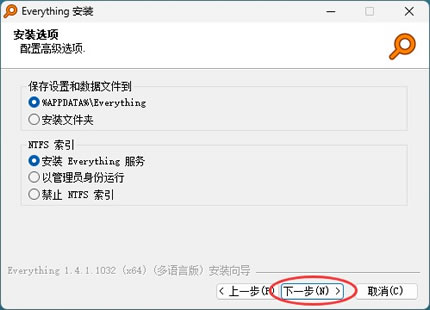 Everything 安装
安装选项
配置高级选项.
保存设置和数据文件到
%APPDATA%\Everything
安装文件夹
NTFS 索引
安装 Everything 服务
以管理员身份运行
禁止 NTFS 索引
Everything 1.4.1.1032 (x64) (多语言版) 安装向导
< 上一步(P) 下一步(N) > 取消(C)